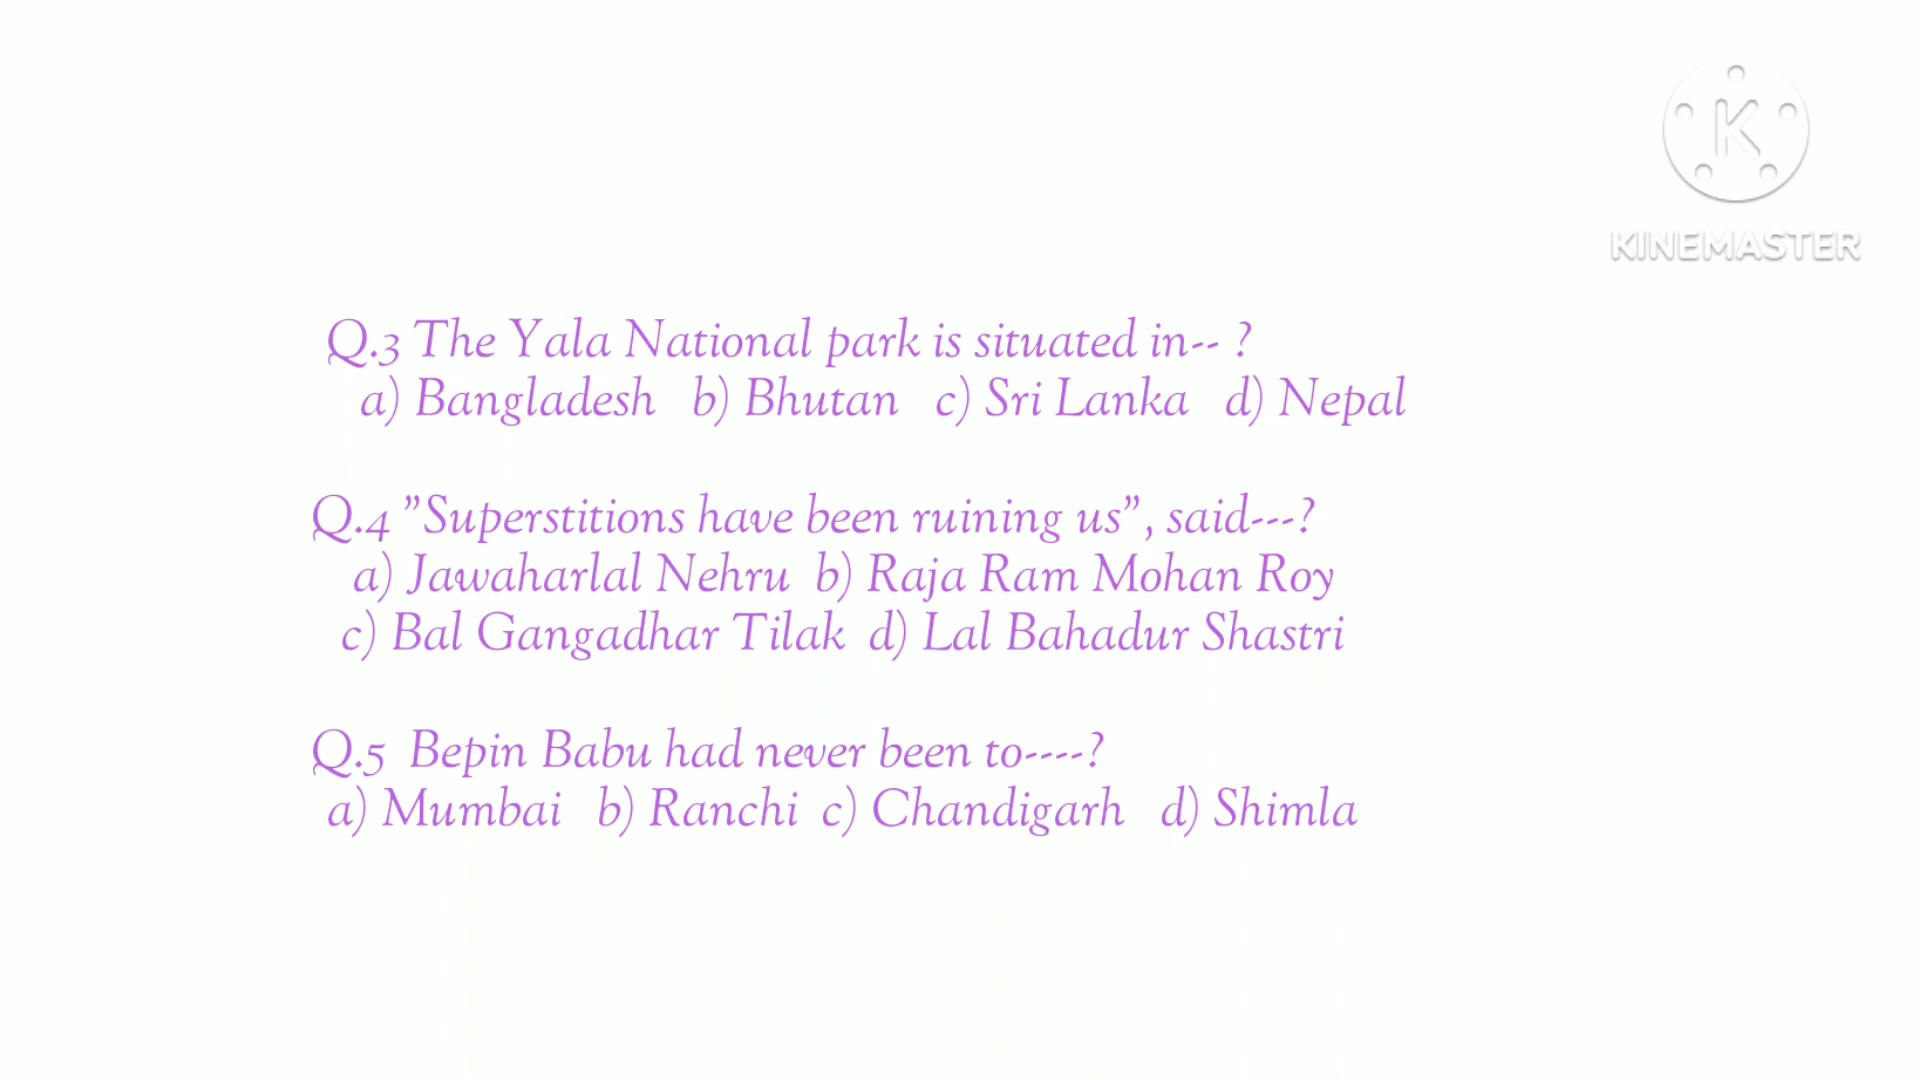 KINEMASTER
Q.3 The Yala National park is situated in-- ?
a) Bangladesh b) Bhutan c) Sri Lanka d) Nepal
Q.4 ”Superstitions have been ruining us”, said---?
a) Jawaharlal Nehru b) Raja Ram Mohan Roy
c) Bal Gangadhar Tilak d) Lal Bahadur Shastri
Q.5 Bepin Babu had never been to----?
a) Mumbai b) Ranchi c) Chandigarh d) Shimla